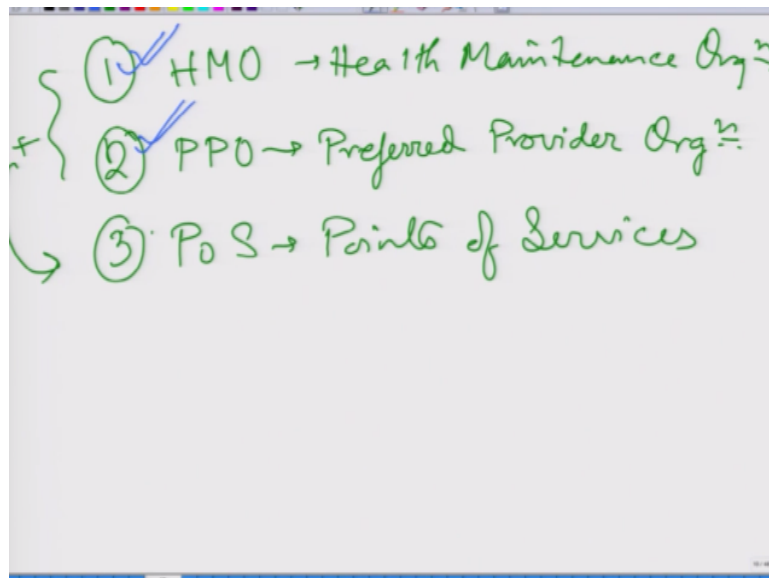 ① HMO → Health Maintenance Orgⁿ
② PPO → Preferred Provider Orgⁿ
③ PoS → Points of Services